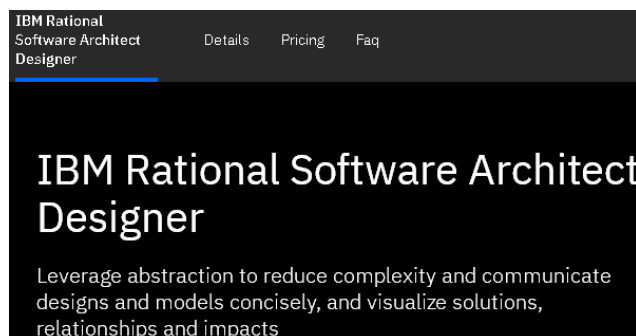 IBM Rational
Software Architect
Designer
Details Pricing Faq
IBM Rational Software Architect
Designer
Leverage abstraction to reduce complexity and communicate
designs and models concisely, and visualize solutions,
relationships and impacts